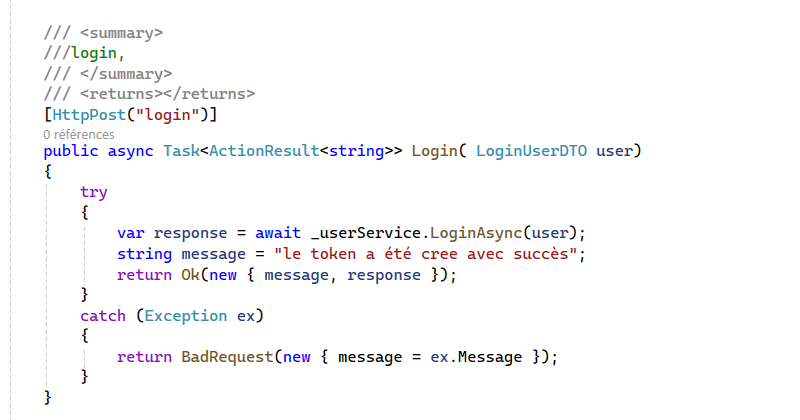 /// <summary>
///login,
/// </summary>
/// <returns></returns>
[HttpPost("login")]
0 références
public async Task<ActionResult<string>> Login( LoginUserDTO user)
{
try
{
var response = await _userService.LoginAsync(user);
string message = "le token a été cree avec succès";
return Ok(new { message, response });
}
catch (Exception ex)
{
return BadRequest(new { message = ex.Message });
}
}